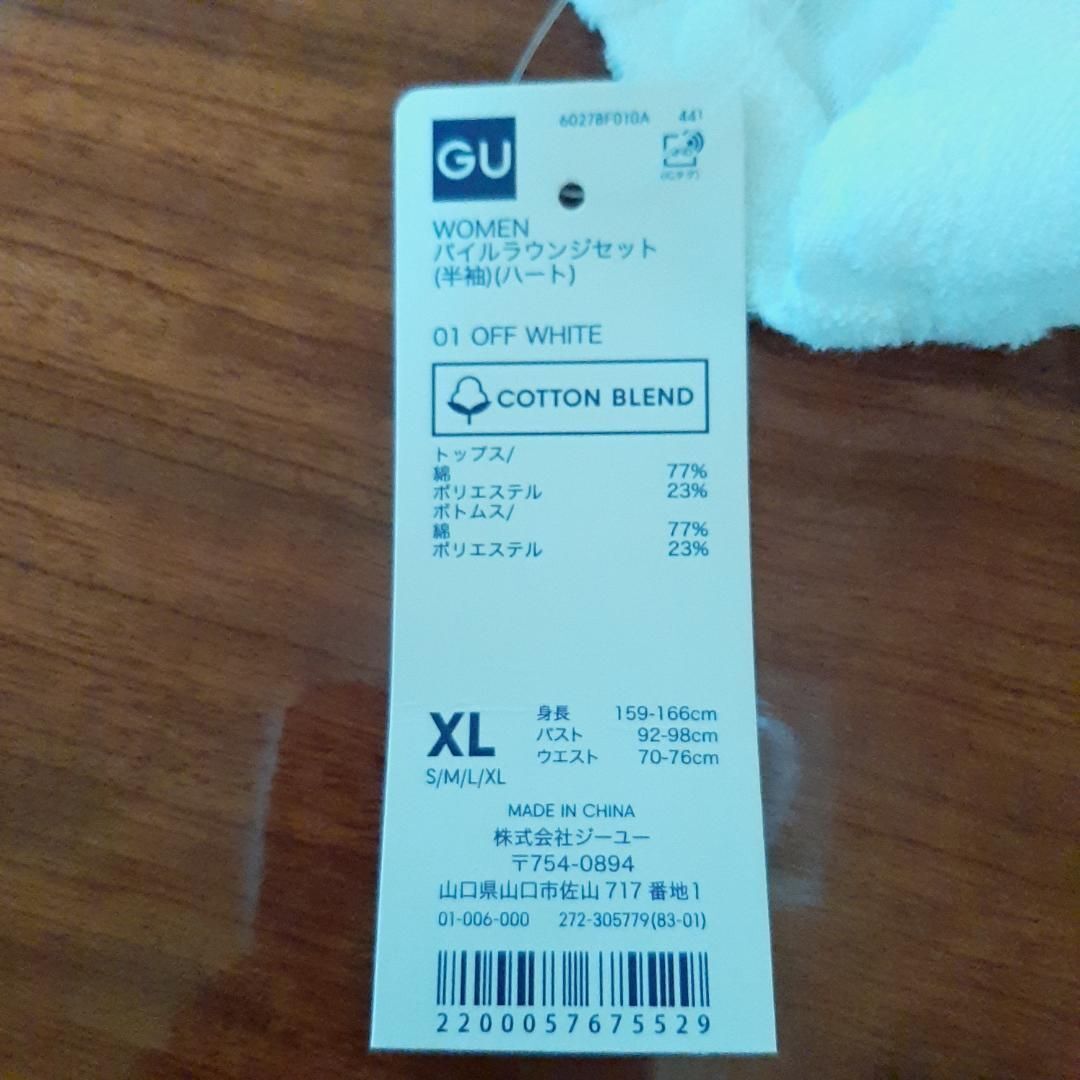 GU
6027BF010A 441
(ICタグ)
WOMEN
パイルラウンジセット
(半袖)(ハート)
01 OFF WHITE
COTTON BLEND
トップス/
綿 77%
ポリエステル 23%
ボトムス/
綿 77%
ポリエステル 23%
XL
S/M/L/XL
身長 159-166cm
バスト 92-98cm
ウエスト 70-76cm
MADE IN CHINA
株式会社ジーユー
〒754-0894
山口県山口市佐山 717 番地1
01-006-000 272-305779(83-01)
2200057675529